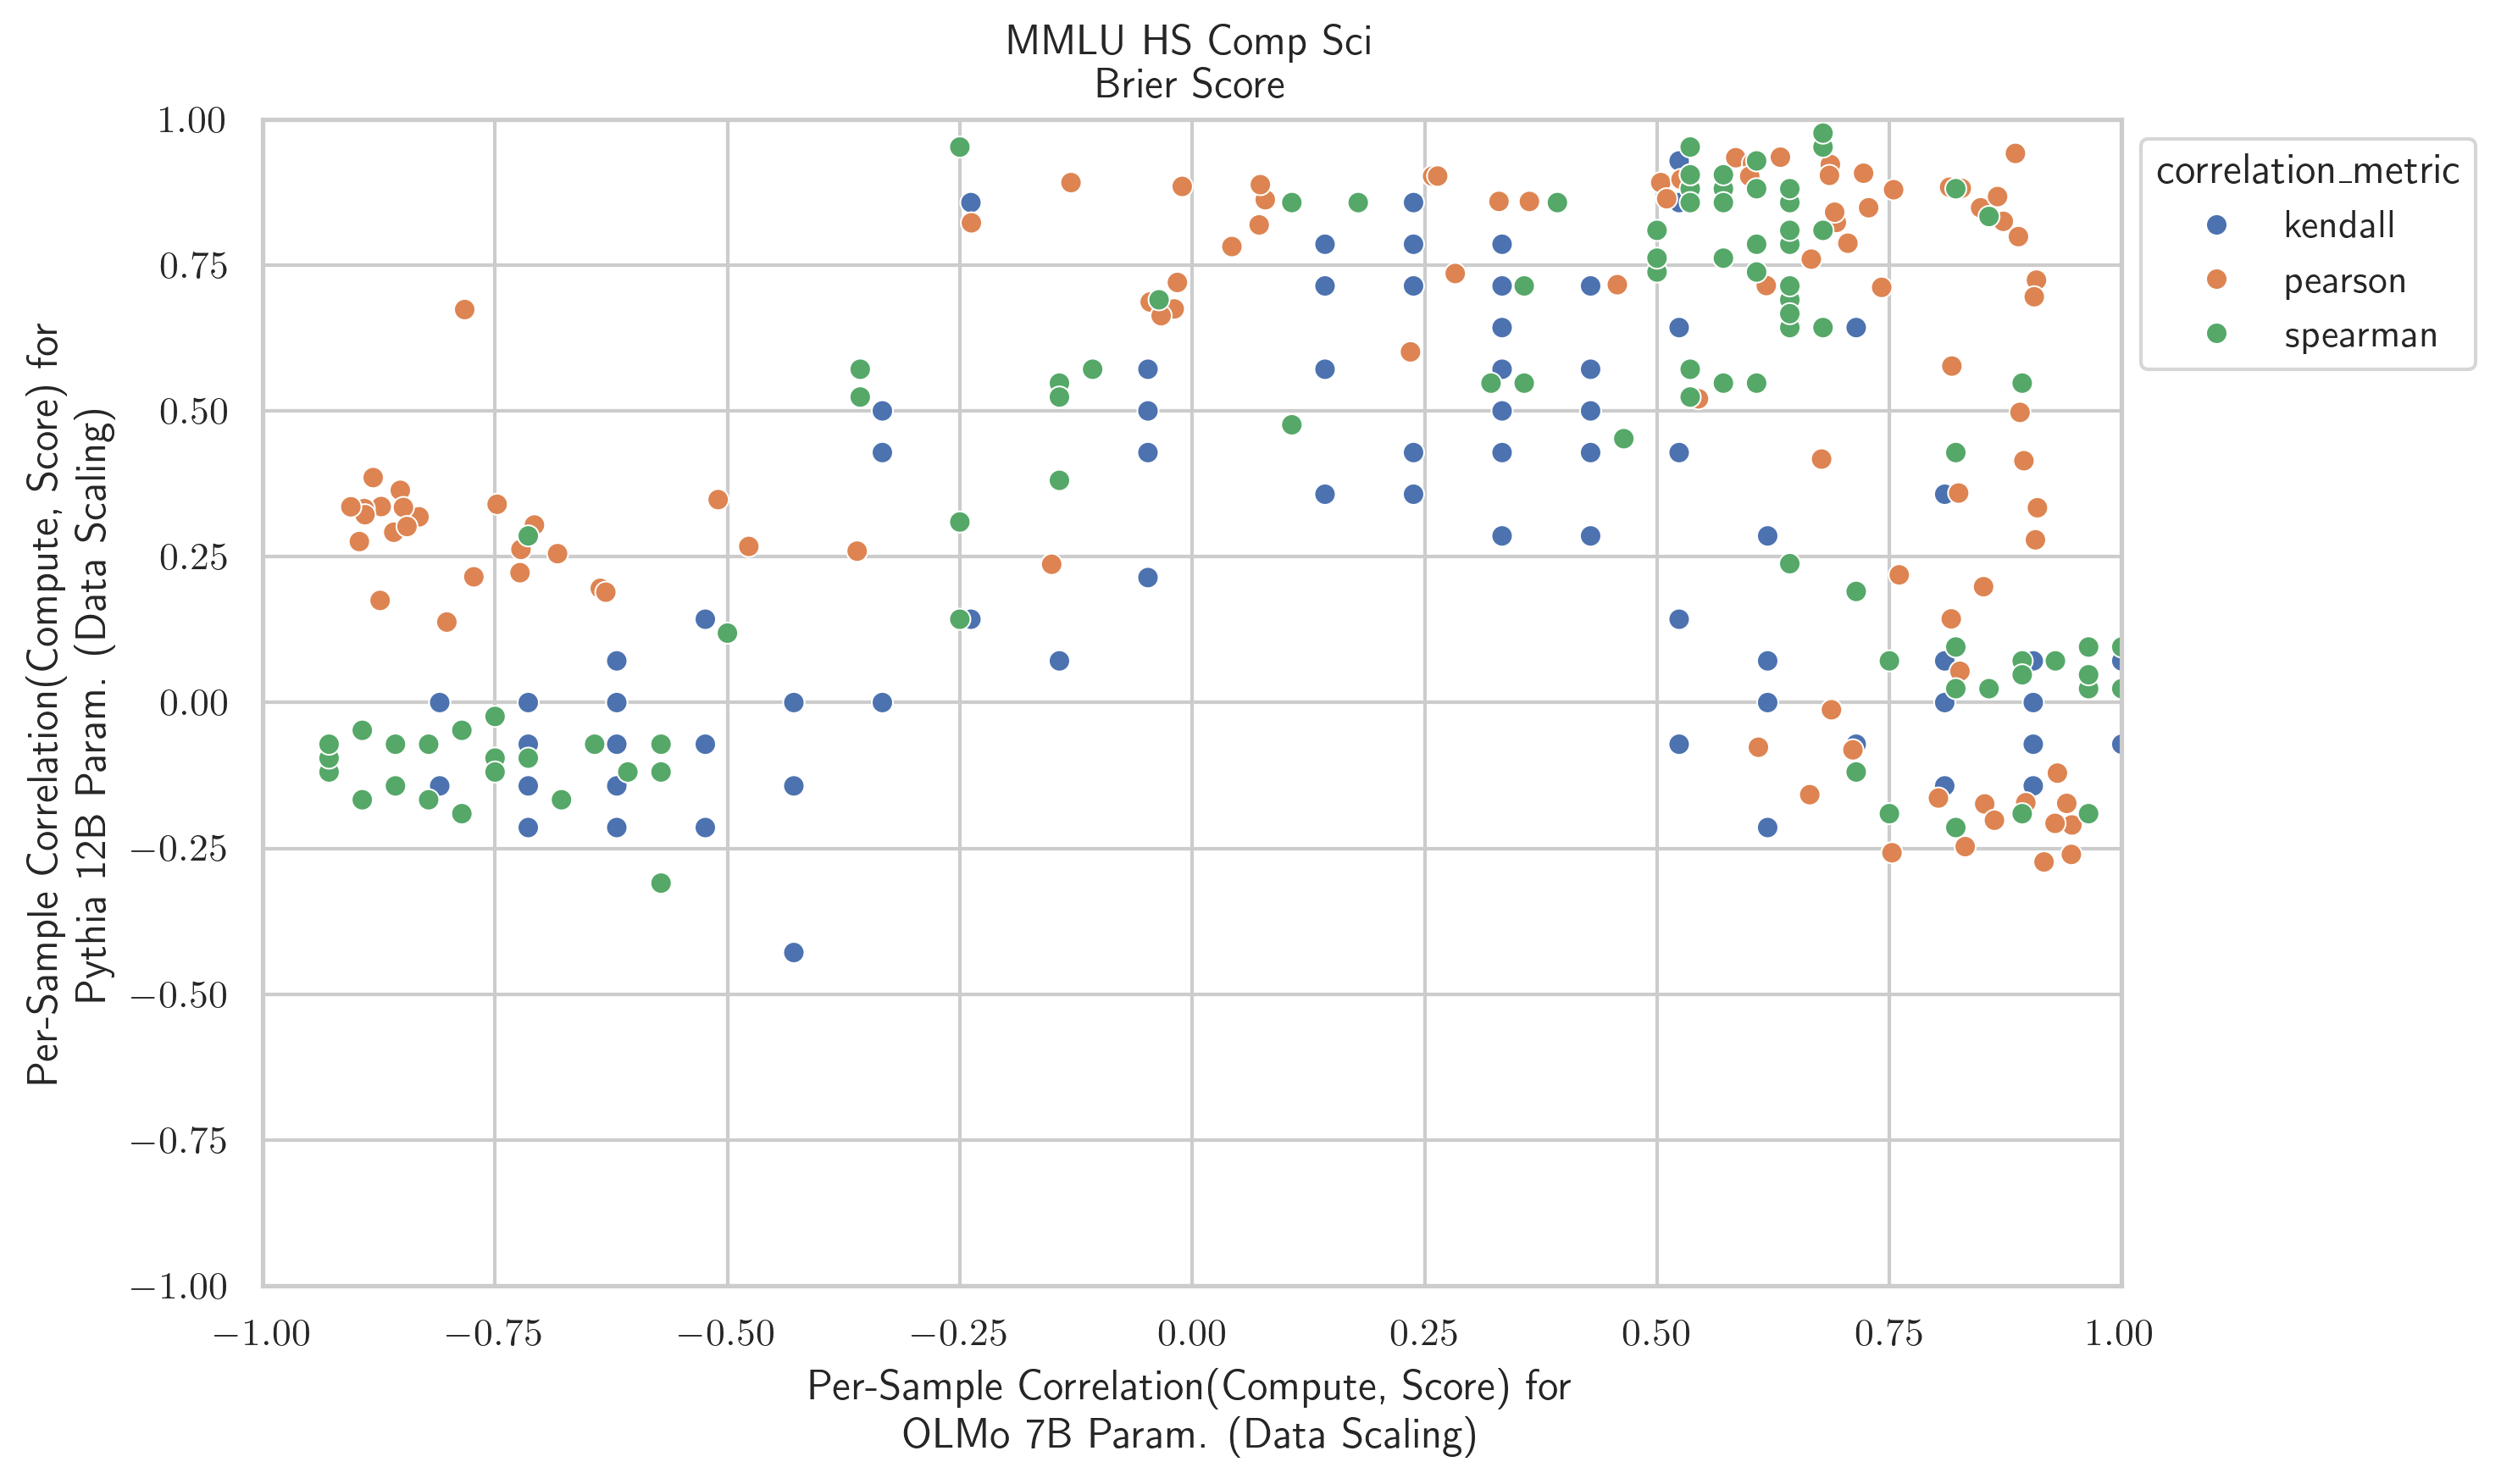 MMLU HS Comp Sci
Brier Score
1.00
0.75
0.50
0.25
0.00
−0.25
−0.50
−0.75
−1.00
Per-Sample Correlation(Compute, Score) for
Pythia 12B Param. (Data Scaling)
−1.00 −0.75 −0.50 −0.25 0.00 0.25 0.50 0.75 1.00
Per-Sample Correlation(Compute, Score) for
OLMo 7B Param. (Data Scaling)
correlation_metric
kendall
pearson
spearman